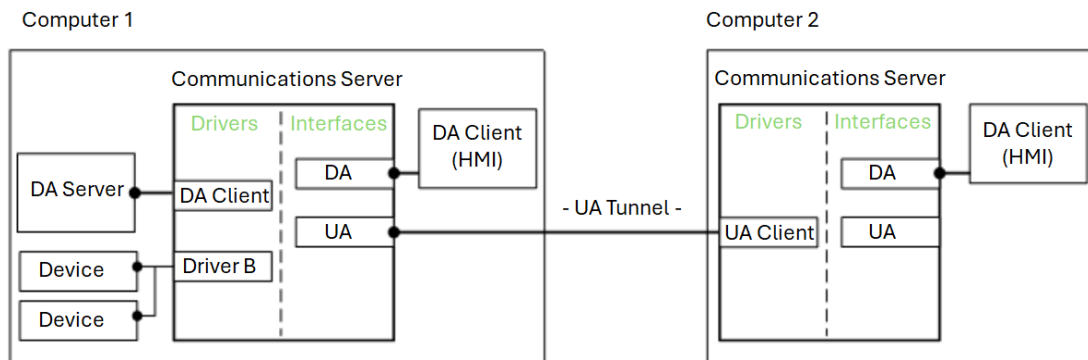 Computer 1
Computer 2
Communications Server
Communications Server
Drivers
Interfaces
DA Client
(HMI)
Drivers
Interfaces
DA Client
(HMI)
DA
DA
DA Server
DA Client
- UA Tunnel -
UA
UA Client
UA
Device
Driver B
Device